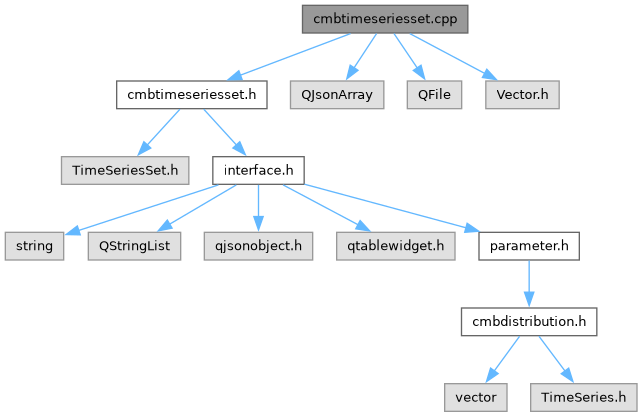 cmbtimeseriesset.cpp
cmbtimeseriesset.h
QJsonArray
QFile
Vector.h
TimeSeriesSet.h
interface.h
string
QStringList
qjsonobject.h
qtablewidget.h
parameter.h
cmbdistribution.h
vector
TimeSeries.h